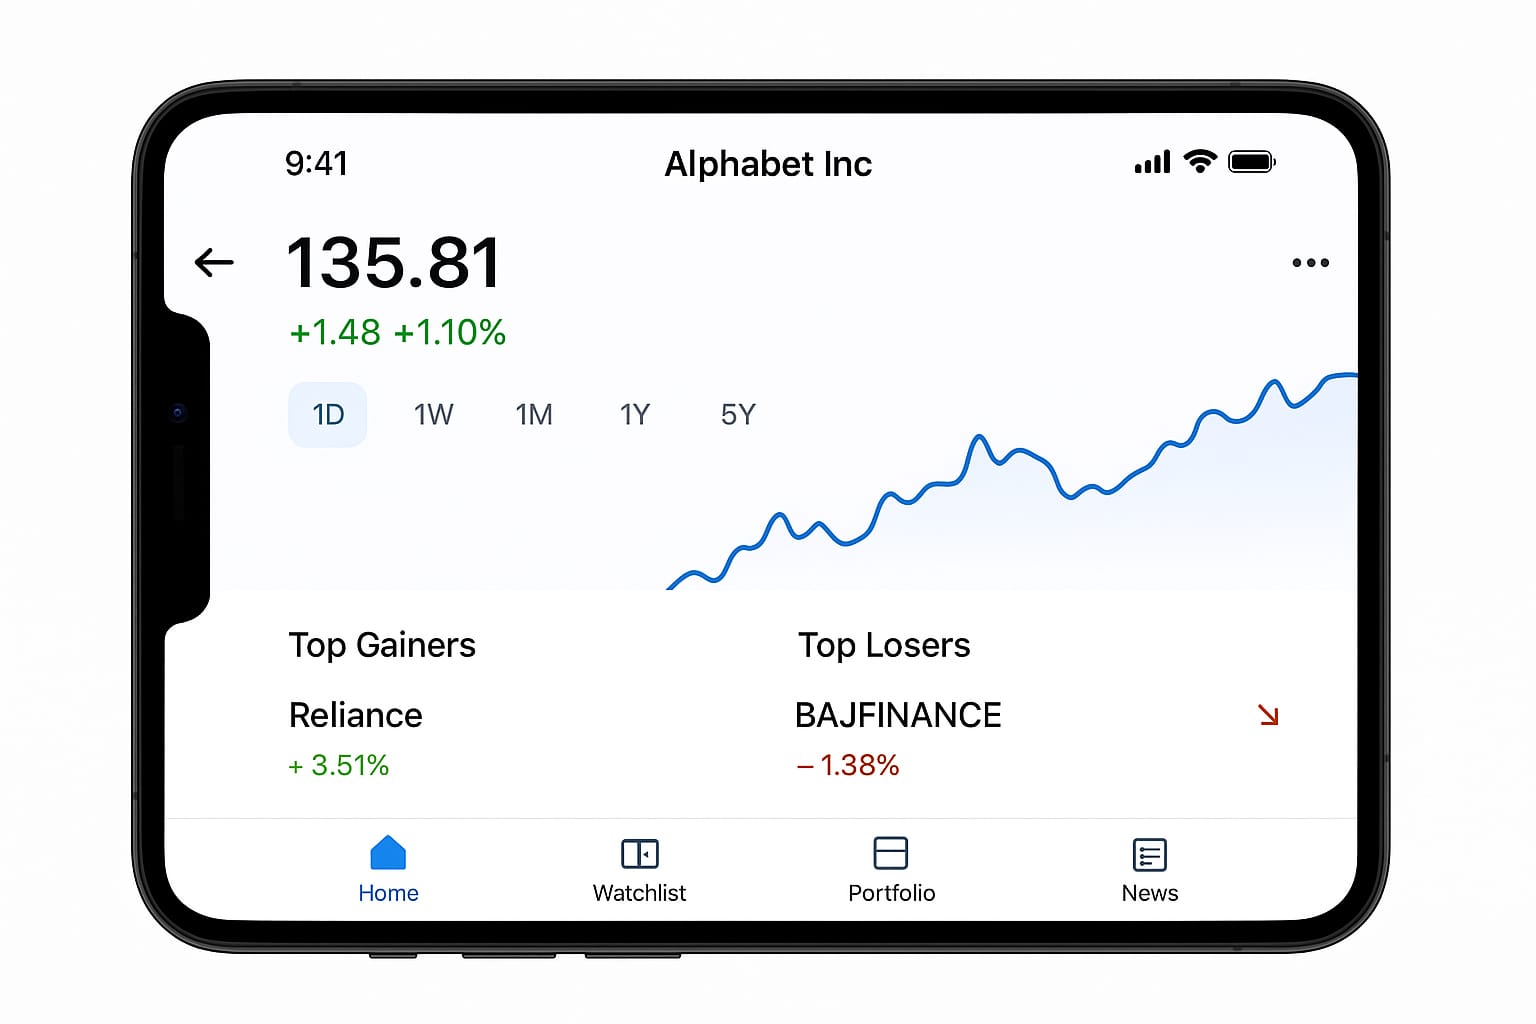 9:41 Alphabet Inc
135.81
+1.48 +1.10%
1D 1W 1M 1Y 5Y
Top Gainers
Reliance
+ 3.51%
Top Losers
BAJFINANCE
– 1.38%
Home Watchlist Portfolio News